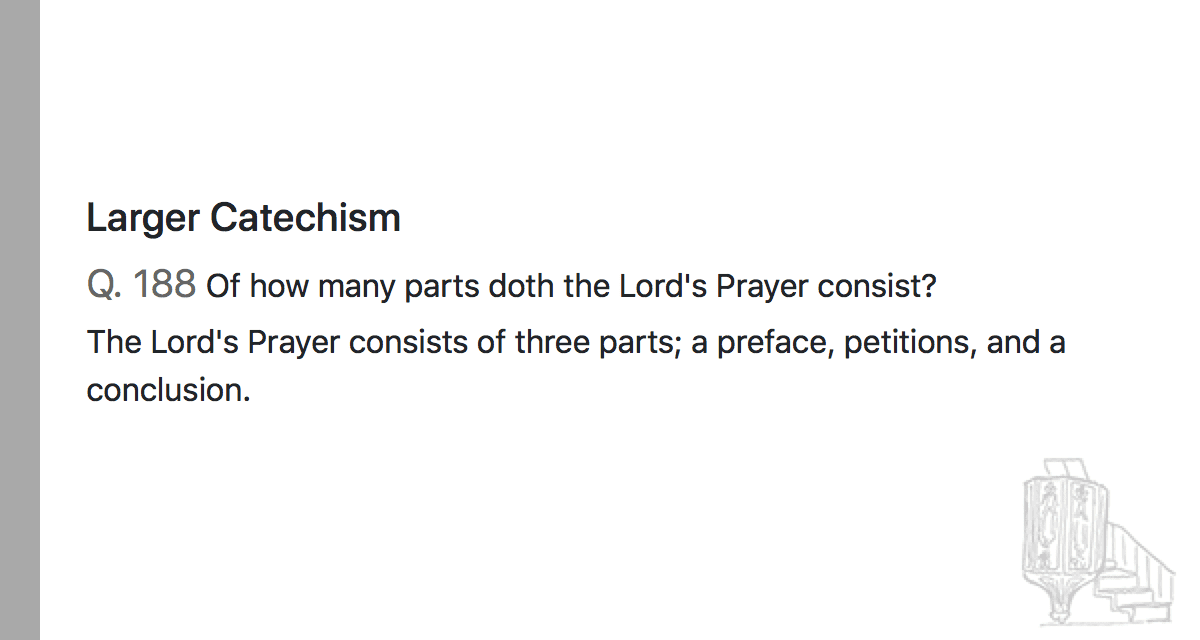 Larger Catechism
Q. 188 Of how many parts doth the Lord's Prayer consist?
The Lord's Prayer consists of three parts; a preface, petitions, and a
conclusion.